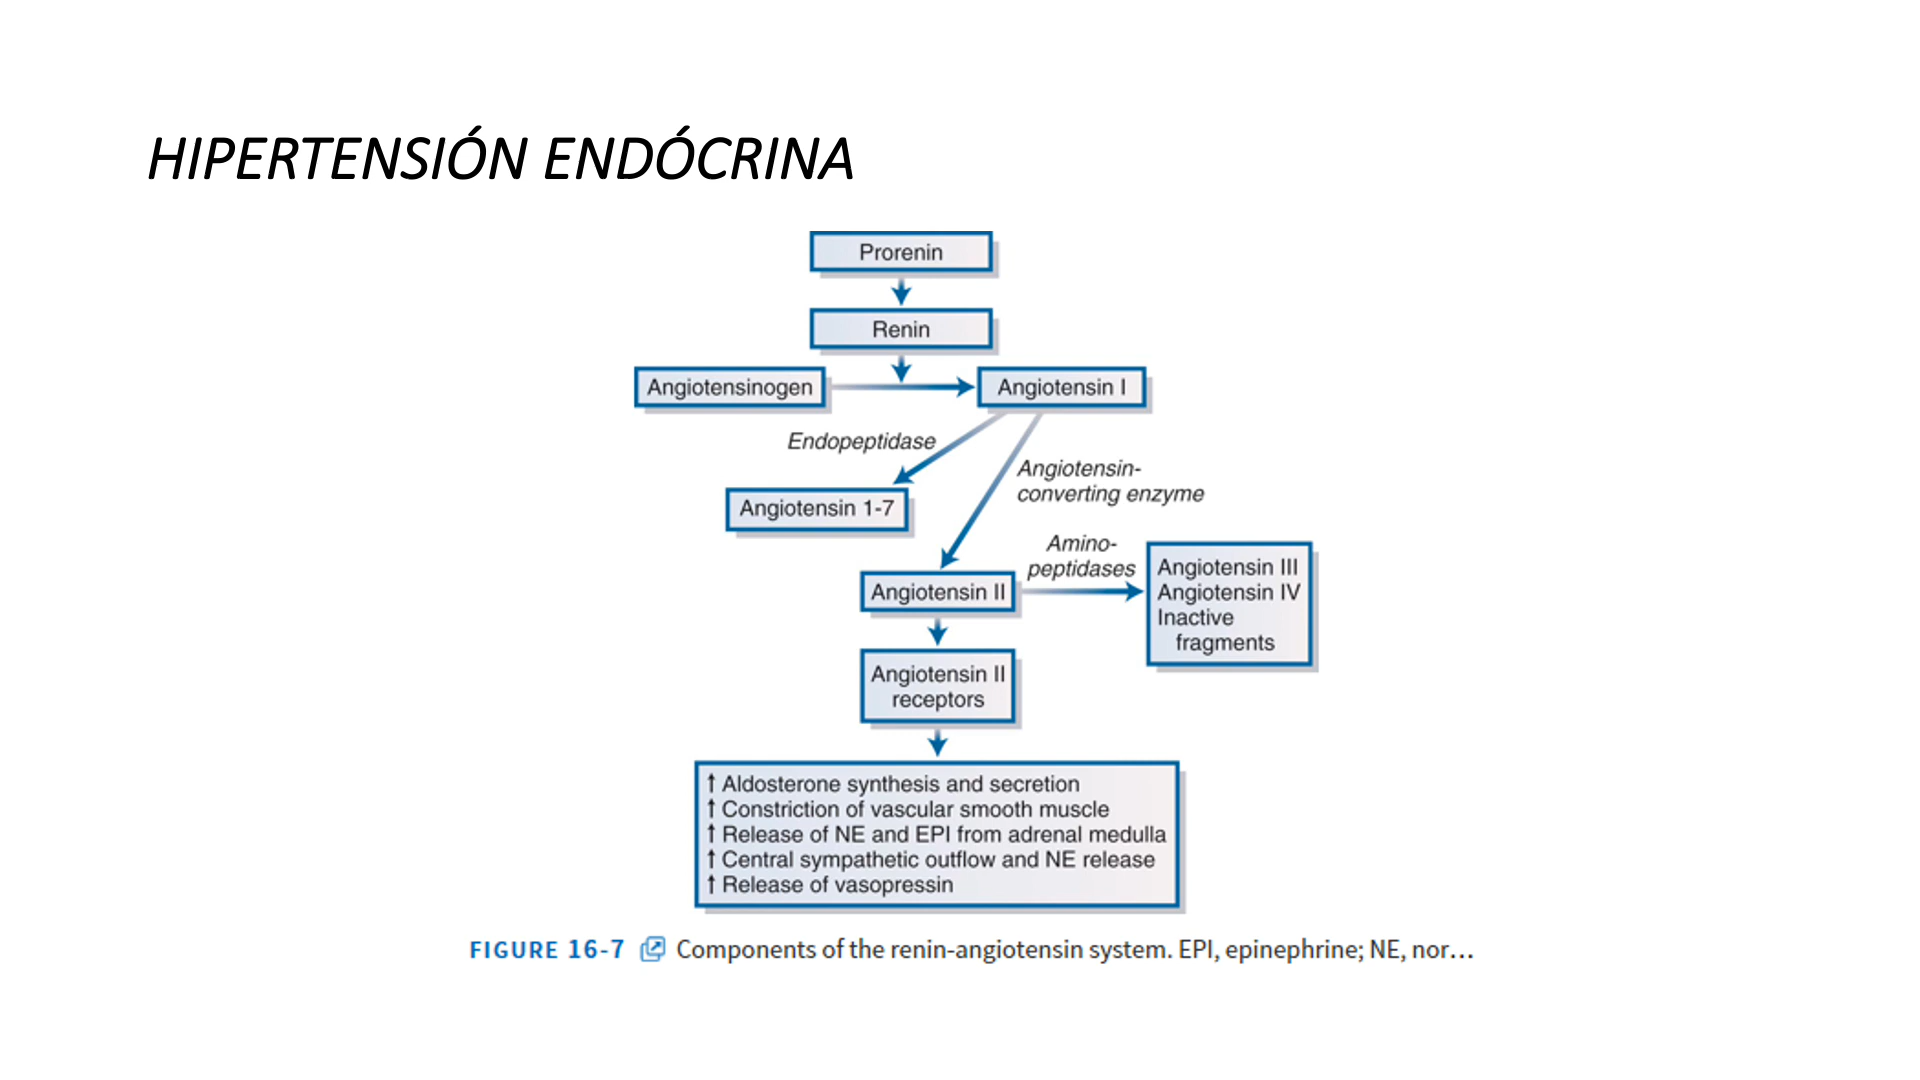 HIPERTENSIÓN ENDÓCRINA
Prorenin
Renin
Angiotensinogen
Angiotensin I
Endopeptidase
Angiotensin-
converting enzyme
Angiotensin 1-7
Amino-
peptidases
Angiotensin II
Angiotensin III
Angiotensin IV
Inactive
fragments
Angiotensin II
receptors
↑ Aldosterone synthesis and secretion
↑ Constriction of vascular smooth muscle
↑ Release of NE and EPI from adrenal medulla
↑ Central sympathetic outflow and NE release
↑ Release of vasopressin
FIGURE 16-7 Components of the renin-angiotensin system. EPI, epinephrine; NE, nor…